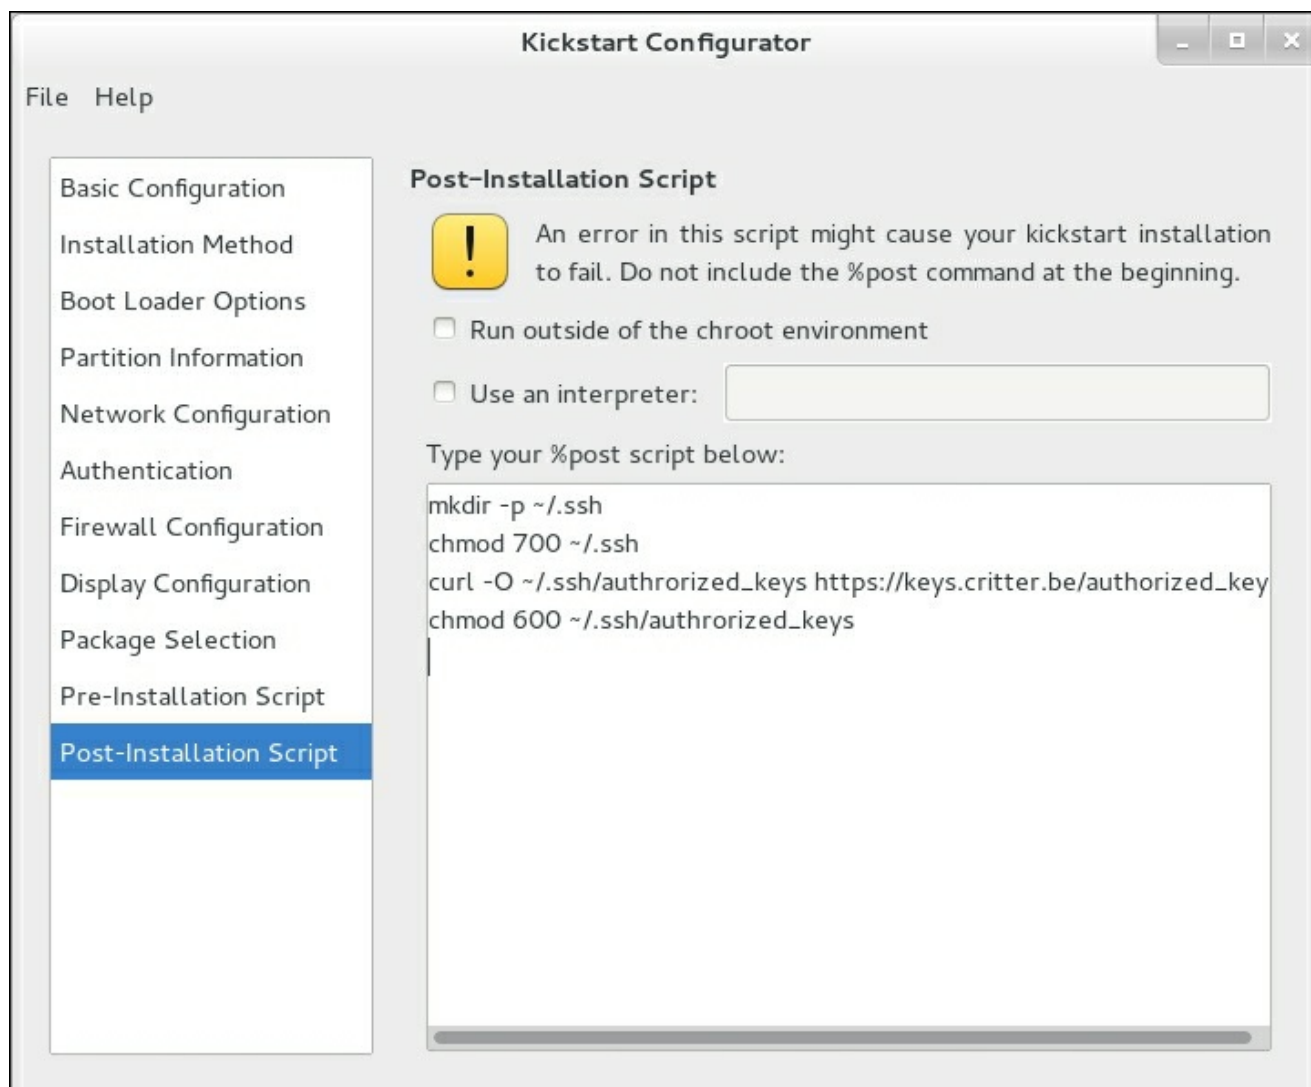 Kickstart Configurator
File Help
Basic Configuration
Installation Method
Boot Loader Options
Partition Information
Network Configuration
Authentication
Firewall Configuration
Display Configuration
Package Selection
Pre-Installation Script
Post-Installation Script
Post-Installation Script
An error in this script might cause your kickstart installation
to fail. Do not include the %post command at the beginning.
Run outside of the chroot environment
Use an interpreter:
Type your %post script below:
mkdir -p ~/.ssh
chmod 700 ~/.ssh
curl -O ~/.ssh/authrorized_keys https://keys.critter.be/authorized_key
chmod 600 ~/.ssh/authrorized_keys